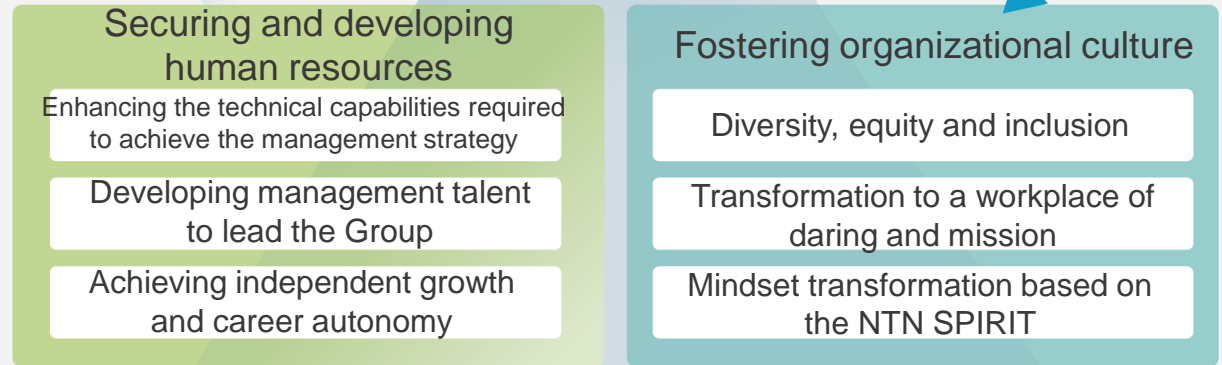 Securing and developing
human resources
Enhancing the technical capabilities required
to achieve the management strategy
Developing management talent
to lead the Group
Achieving independent growth
and career autonomy
Fostering organizational culture
Diversity, equity and inclusion
Transformation to a workplace of
daring and mission
Mindset transformation based on
the NTN SPIRIT